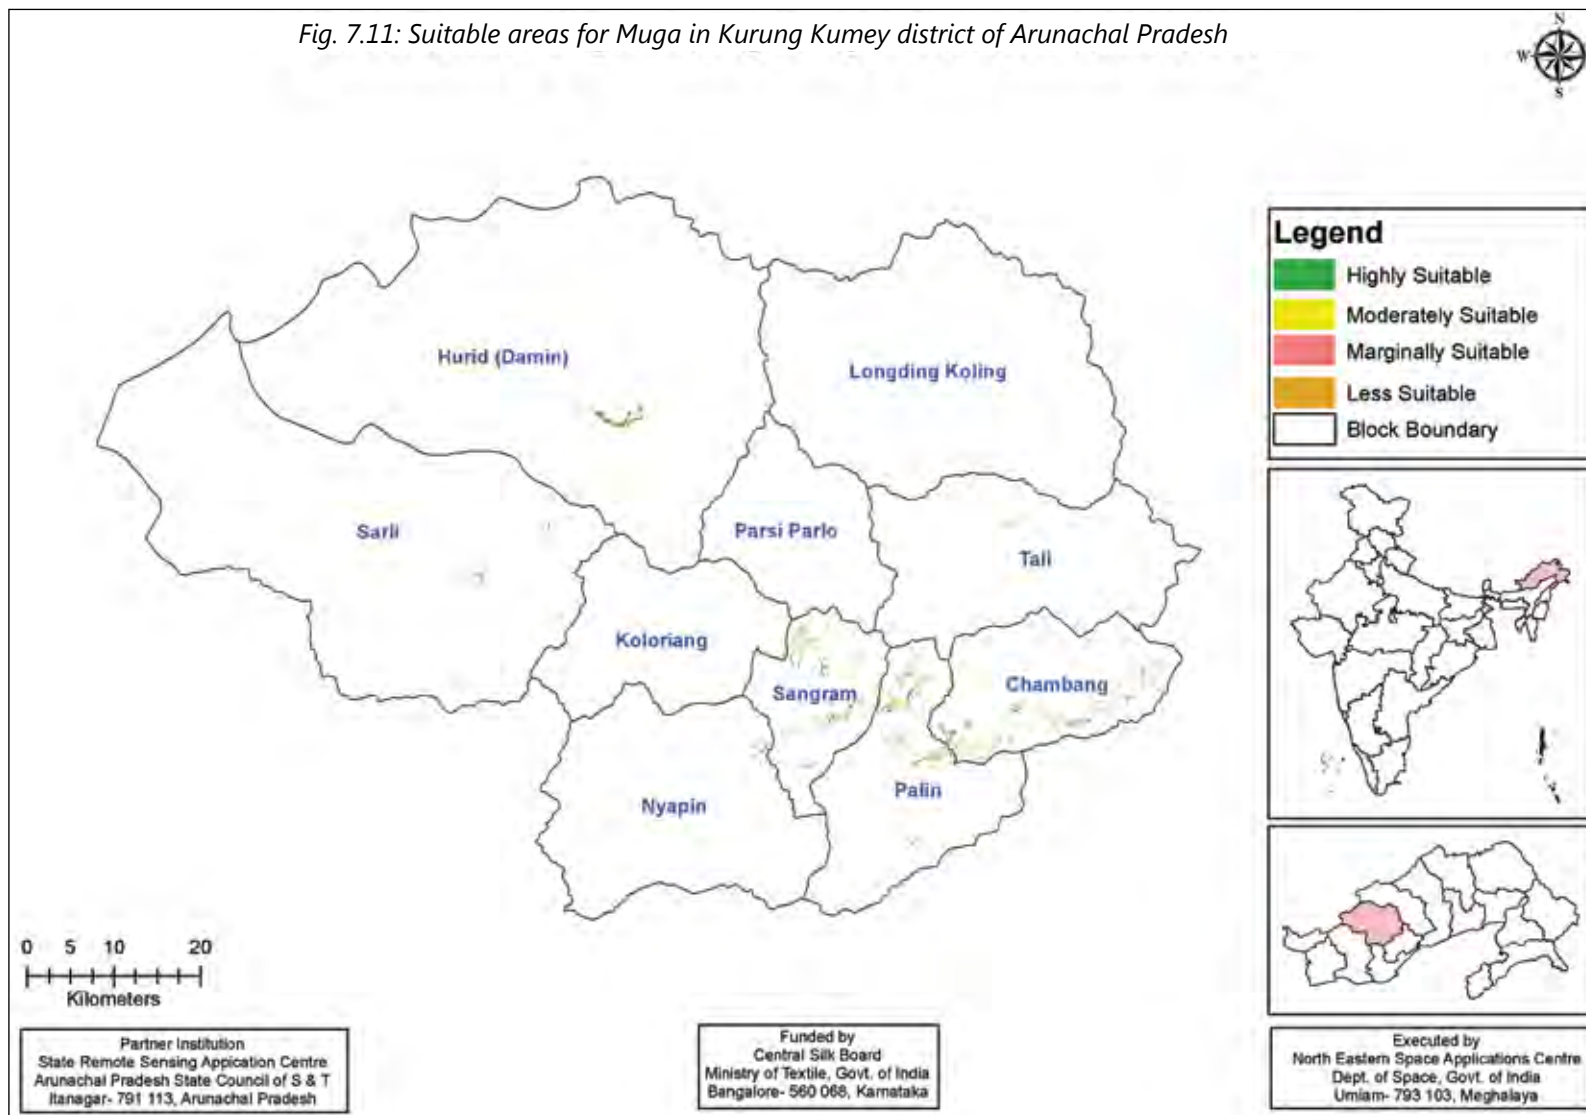 Fig. 7.11: Suitable areas for Muga in Kurung Kumey district of Arunachal Pradesh
N
W
S
Legend
Highly Suitable
Moderately Suitable
Marginally Suitable
Less Suitable
Block Boundary
Hurid (Damin)
Longding Koling
Sarli
Parsi Parlo
Tali
Koloriang
Sangram
Chambang
Nyapin
Palin
0 5 10 20
Kilometers
Partner Institution
State Remote Sensing Appication Centre
Arunachal Pradesh State Council of S & T
Itanagar- 791 113, Arunachal Pradesh
Funded by
Central Silk Board
Ministry of Textile, Govt. of India
Bangalore- 560 068, Karnataka
Executed by
North Eastern Space Applications Centre
Dept. of Space, Govt. of India
Umiam- 793 103, Meghalaya